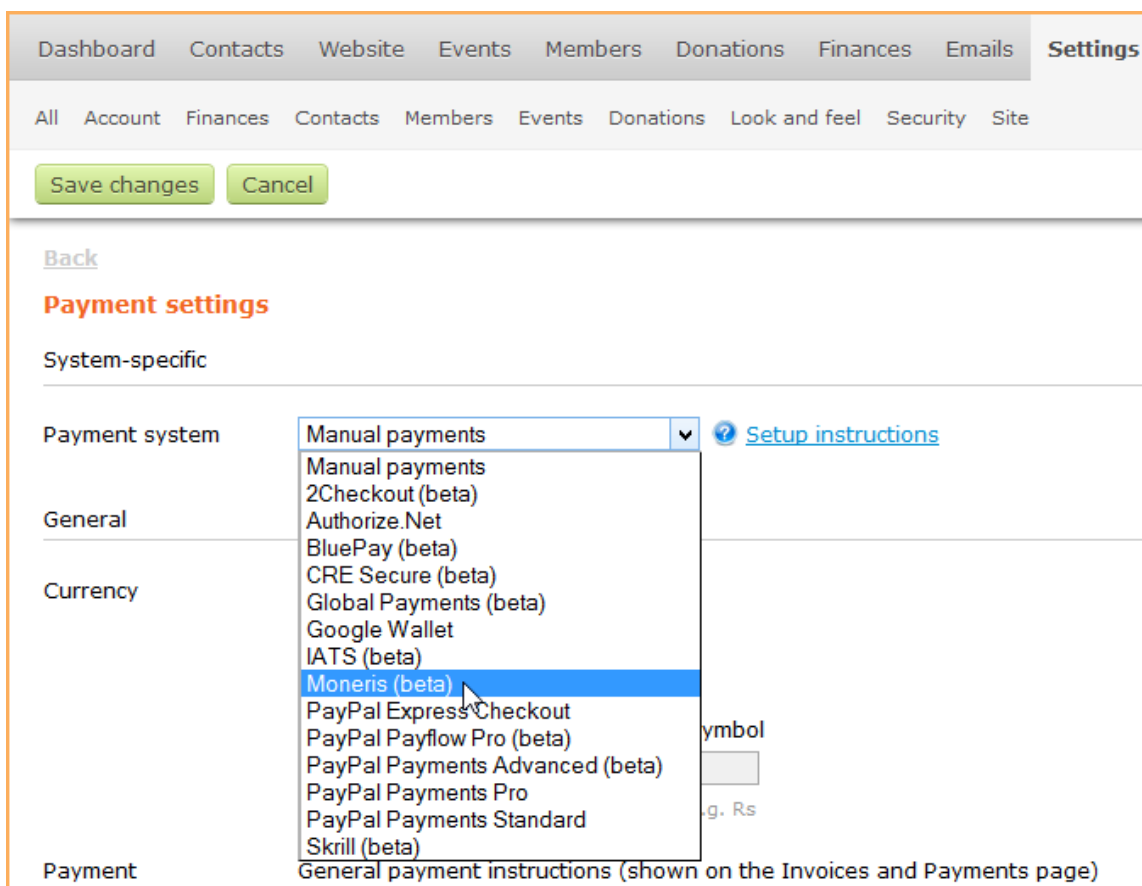 Dashboard Contacts Website Events Members Donations Finances Emails Settings
All Account Finances Contacts Members Events Donations Look and feel Security Site
Save changes Cancel
Back
Payment settings
System-specific
Payment system Manual payments Setup instructions
Manual payments
2Checkout (beta)
General Authorize.Net
BluePay (beta)
CRE Secure (beta)
Currency
Global Payments (beta)
Google Wallet
IATS (beta)
Moneris (beta)
PayPal Express Checkout
PayPal Payflow Pro (beta) ymbol
PayPal Payments Advanced (beta)
PayPal Payments Pro
.g. Rs
PayPal Payments Standard
Skrill (beta)
Payment General payment instructions (shown on the Invoices and Payments page)